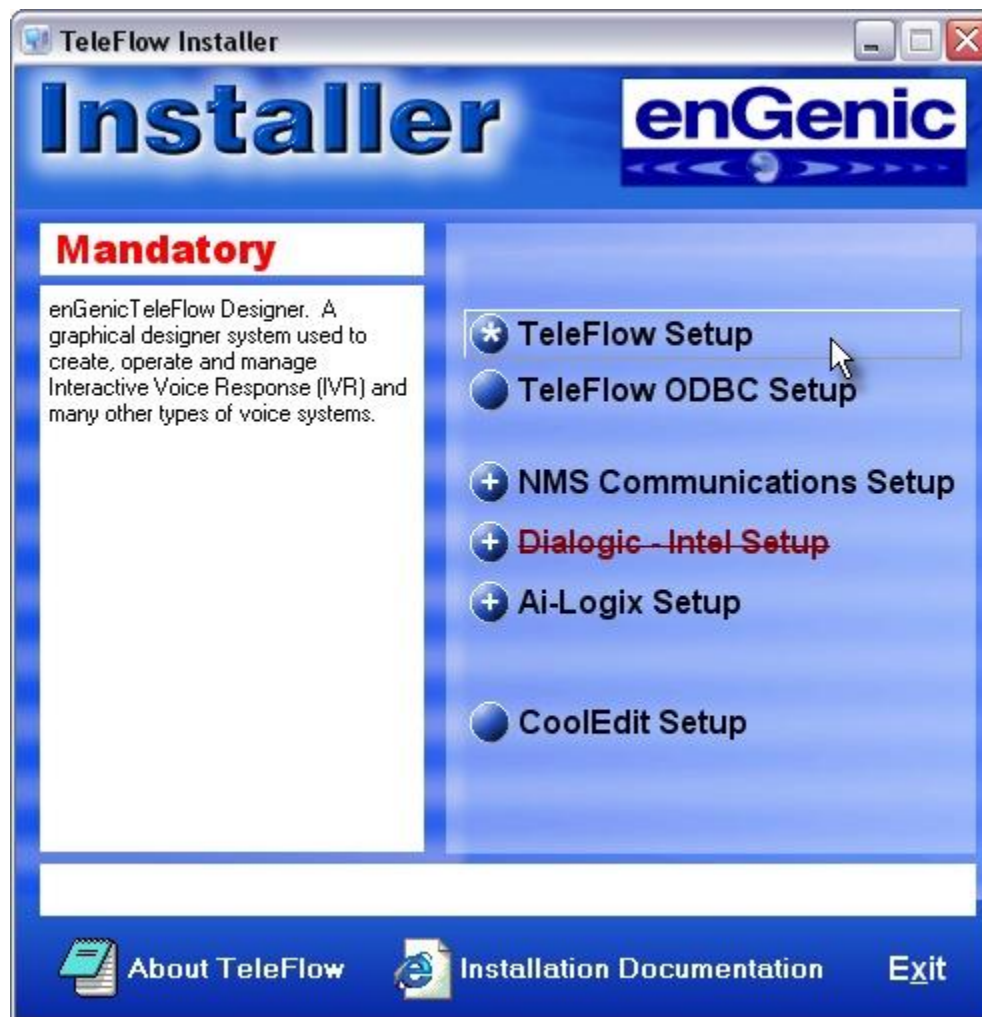 TeleFlow Installer
Installer
enGenic
Mandatory
enGenicTeleFlow Designer. A
graphical designer system used to
create, operate and manage
Interactive Voice Response (IVR) and
many other types of voice systems.
TeleFlow Setup
TeleFlow ODBC Setup
NMS Communications Setup
Dialogic - Intel Setup
Ai-Logix Setup
CoolEdit Setup
About TeleFlow
Installation Documentation
Exit